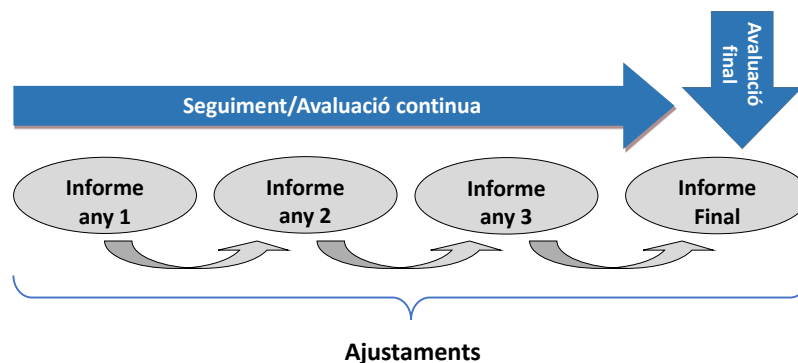 Avaluació
final
Seguiment/Avaluació continua
Informe
any 1
Informe
any 2
Informe
any 3
Informe
Final
Ajustaments